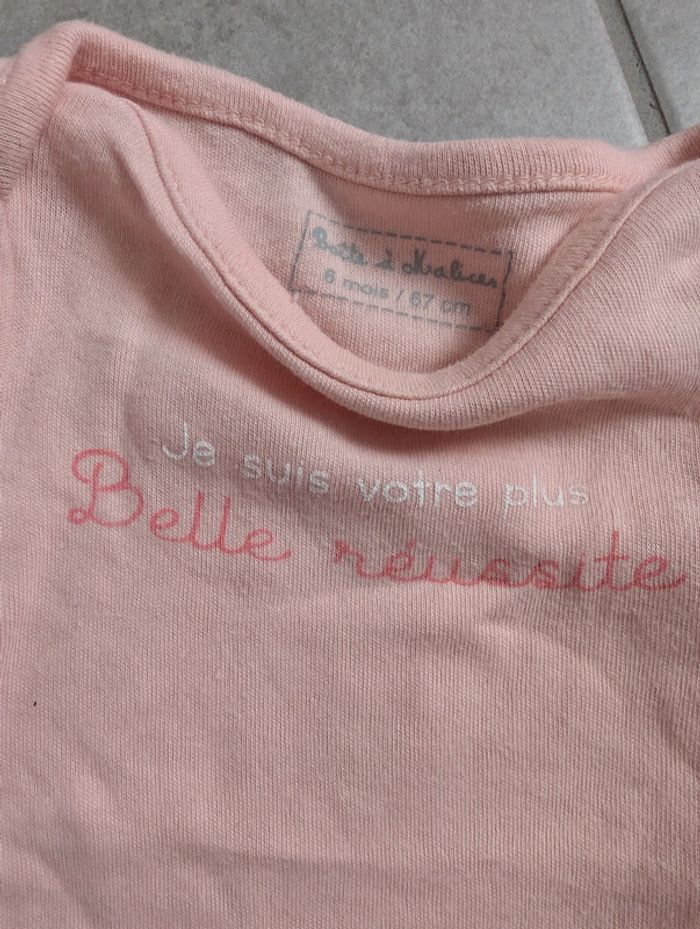 Boîte à Malices
6 mois / 67 cm
Je suis votre plus
Belle réussite